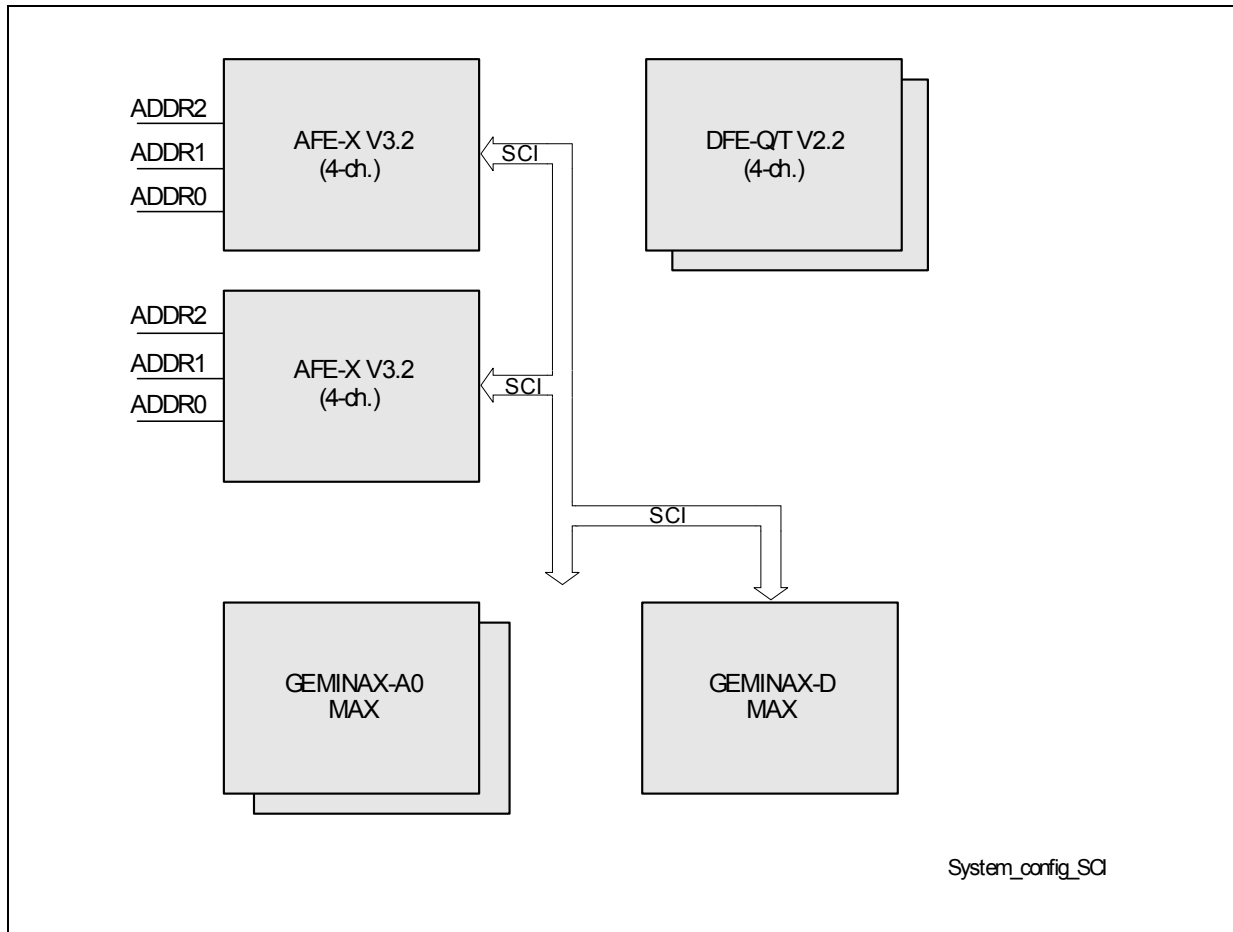 ADDR2
ADDR1
ADDR0
AFE-X V3.2
(4-ch.)
SCI
DFE-Q/T V2.2
(4-ch.)
ADDR2
ADDR1
ADDR0
AFE-X V3.2
(4-ch.)
SCI
SCI
GEMINAX-A0
MAX
GEMINAX-D
MAX
System_config_SCI